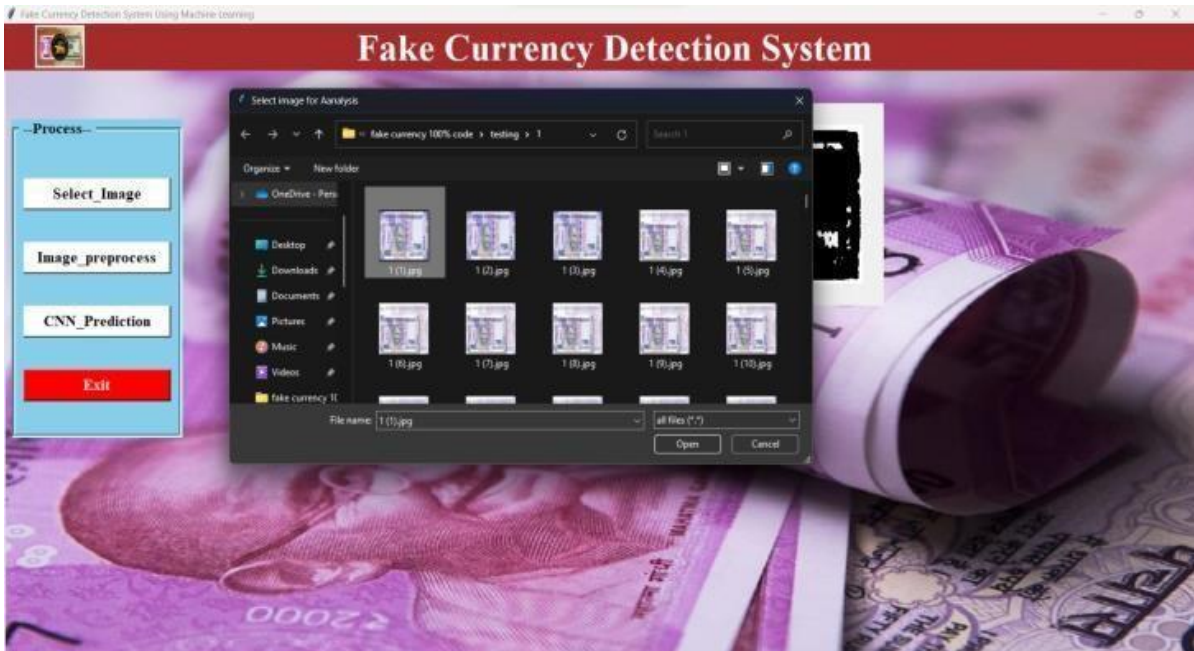 Fake Currency Detection System Using Machine Learning
Fake Currency Detection System
--Process--
Select_Image
Image_preprocess
CNN_Prediction
Exit
Select image for Aanalysis
fake currency 100% code > testing > 1
Search 1
Organize
New folder
OneDrive - Pers
Desktop
Downloads
Documents
Pictures
Music
Videos
fake currency 1(
1 (1).jpg
1 (2).jpg
1 (3).jpg
1 (4).jpg
1 (5).jpg
1 (6).jpg
1 (7).jpg
1 (8).jpg
1 (9).jpg
1 (10).jpg
File name: 1 (1).jpg
all files (*.*)
Open
Cancel
महात्मा गांधी
MAHATMA
₹2000